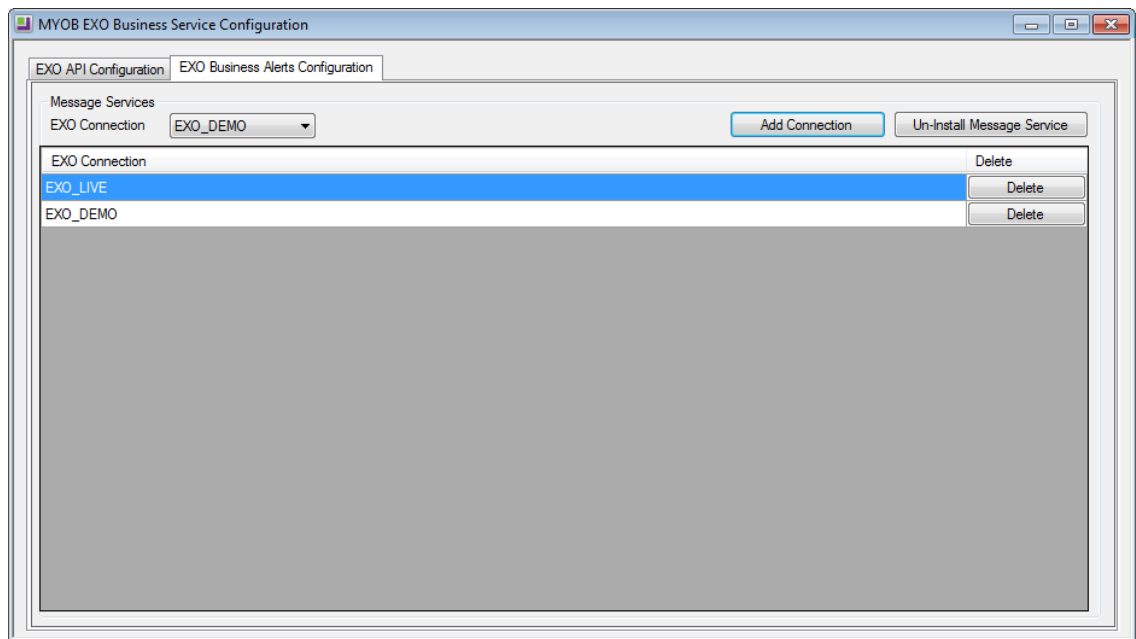 MYOB EXO Business Service Configuration
EXO API Configuration EXO Business Alerts Configuration
Message Services
EXO Connection EXO_DEMO Add Connection Un-Install Message Service
EXO Connection Delete
EXO_LIVE Delete
EXO_DEMO Delete